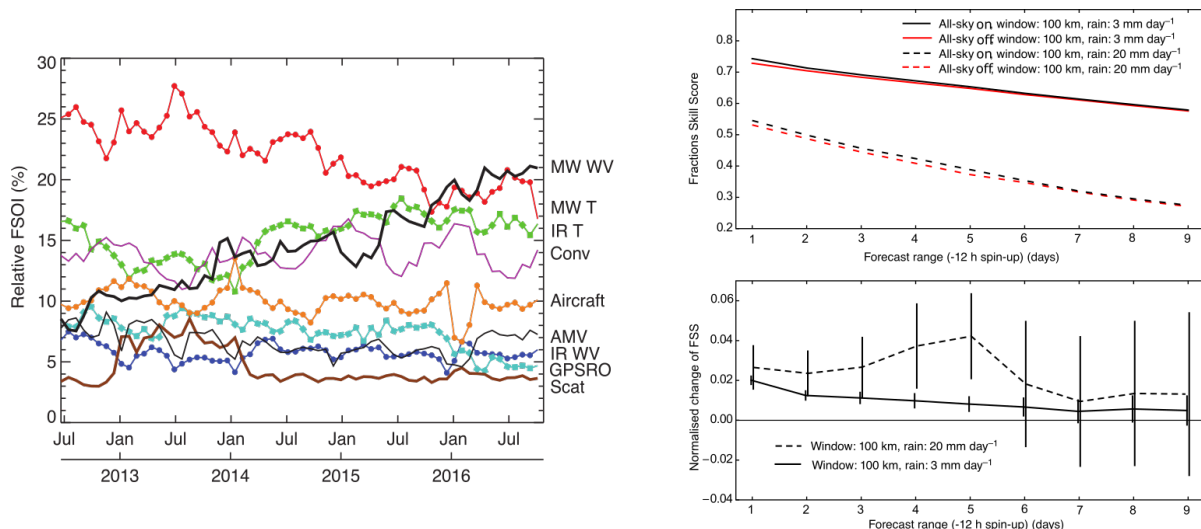 30
25
20
15
10
5
0
Relative FSOI (%)
MW WV
MW T
IR T
Conv
Aircraft
AMV
IR WV
GPSRO
Scat
Jul Jan Jul Jan Jul Jan Jul Jan Jul
2013 2014 2015 2016
All-sky on, window: 100 km, rain: 3 mm day⁻¹
All-sky off, window: 100 km, rain: 3 mm day⁻¹
All-sky on, window: 100 km, rain: 20 mm day⁻¹
All-sky off, window: 100 km, rain: 20 mm day⁻¹
0.8
0.7
0.6
0.5
0.4
0.3
0.2
Fractions Skill Score
1 2 3 4 5 6 7 8 9
Forecast range (-12 h spin-up) (days)
0.06
0.04
0.02
0.00
−0.02
−0.04
Normalised change of FSS
Window: 100 km, rain: 20 mm day⁻¹
Window: 100 km, rain: 3 mm day⁻¹
1 2 3 4 5 6 7 8 9
Forecast range (-12 h spin-up) (days)